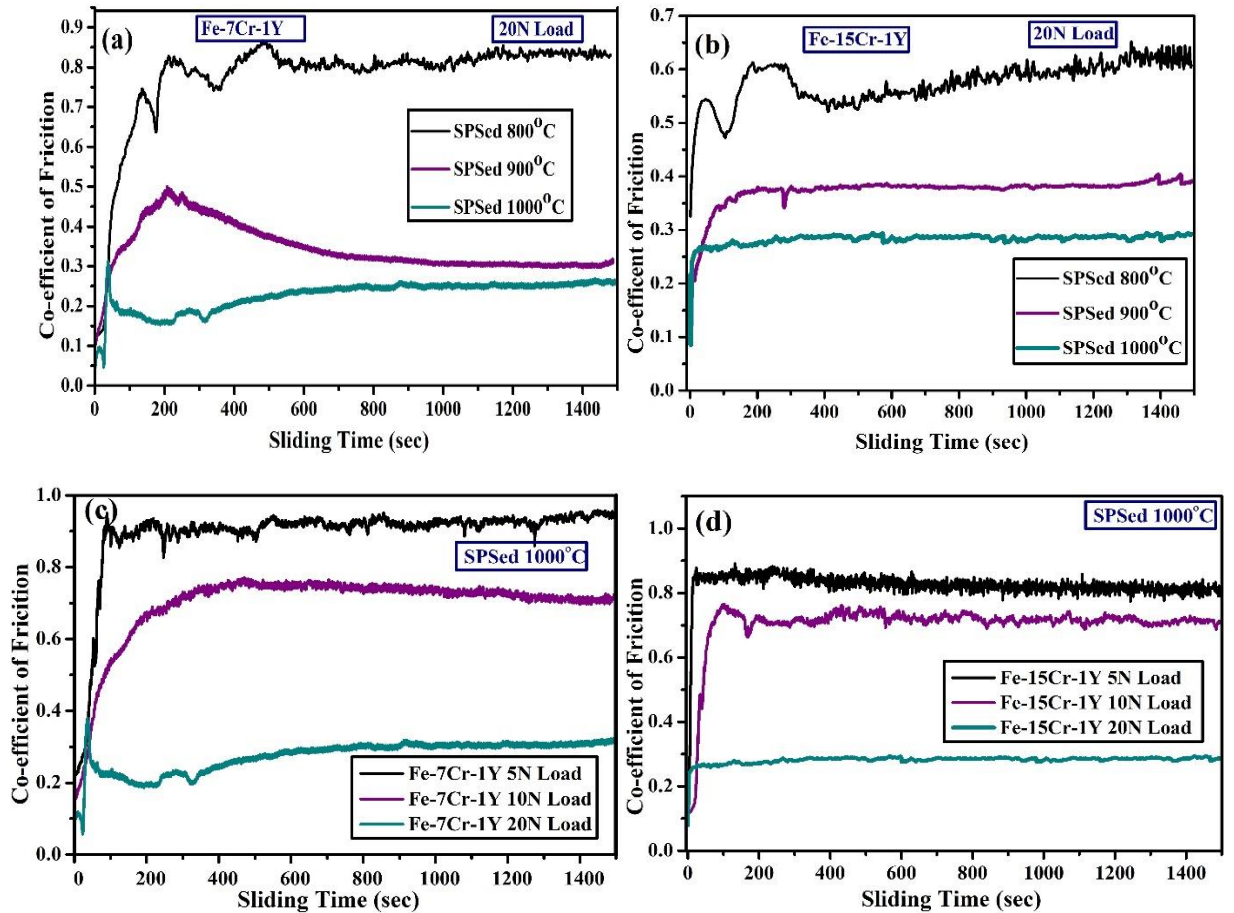 (a)
Fe-7Cr-1Y
20N Load
SPSed 800°C
SPSed 900°C
SPSed 1000°C
Co-efficient of Fricition
0.9
0.8
0.7
0.6
0.5
0.4
0.3
0.2
0.1
0.0
0 200 400 600 800 1000 1200 1400
Sliding Time (sec)
(b)
Fe-15Cr-1Y
20N Load
SPSed 800°C
SPSed 900°C
SPSed 1000°C
Co-efficent of Friction
0.7
0.6
0.5
0.4
0.3
0.2
0.1
0.0
0 200 400 600 800 1000 1200 1400
Sliding Time (sec)
(c)
SPSed 1000°C
Fe-7Cr-1Y 5N Load
Fe-7Cr-1Y 10N Load
Fe-7Cr-1Y 20N Load
Co-efficient of Fricition
1.0
0.8
0.6
0.4
0.2
0.0
0 200 400 600 800 1000 1200 1400
Sliding Time (sec)
(d)
SPSed 1000°C
Fe-15Cr-1Y 5N Load
Fe-15Cr-1Y 10N Load
Fe-15Cr-1Y 20N Load
Co-efficient of Fricition
1.0
0.8
0.6
0.4
0.2
0.0
0 200 400 600 800 1000 1200 1400
Sliding Time (sec)